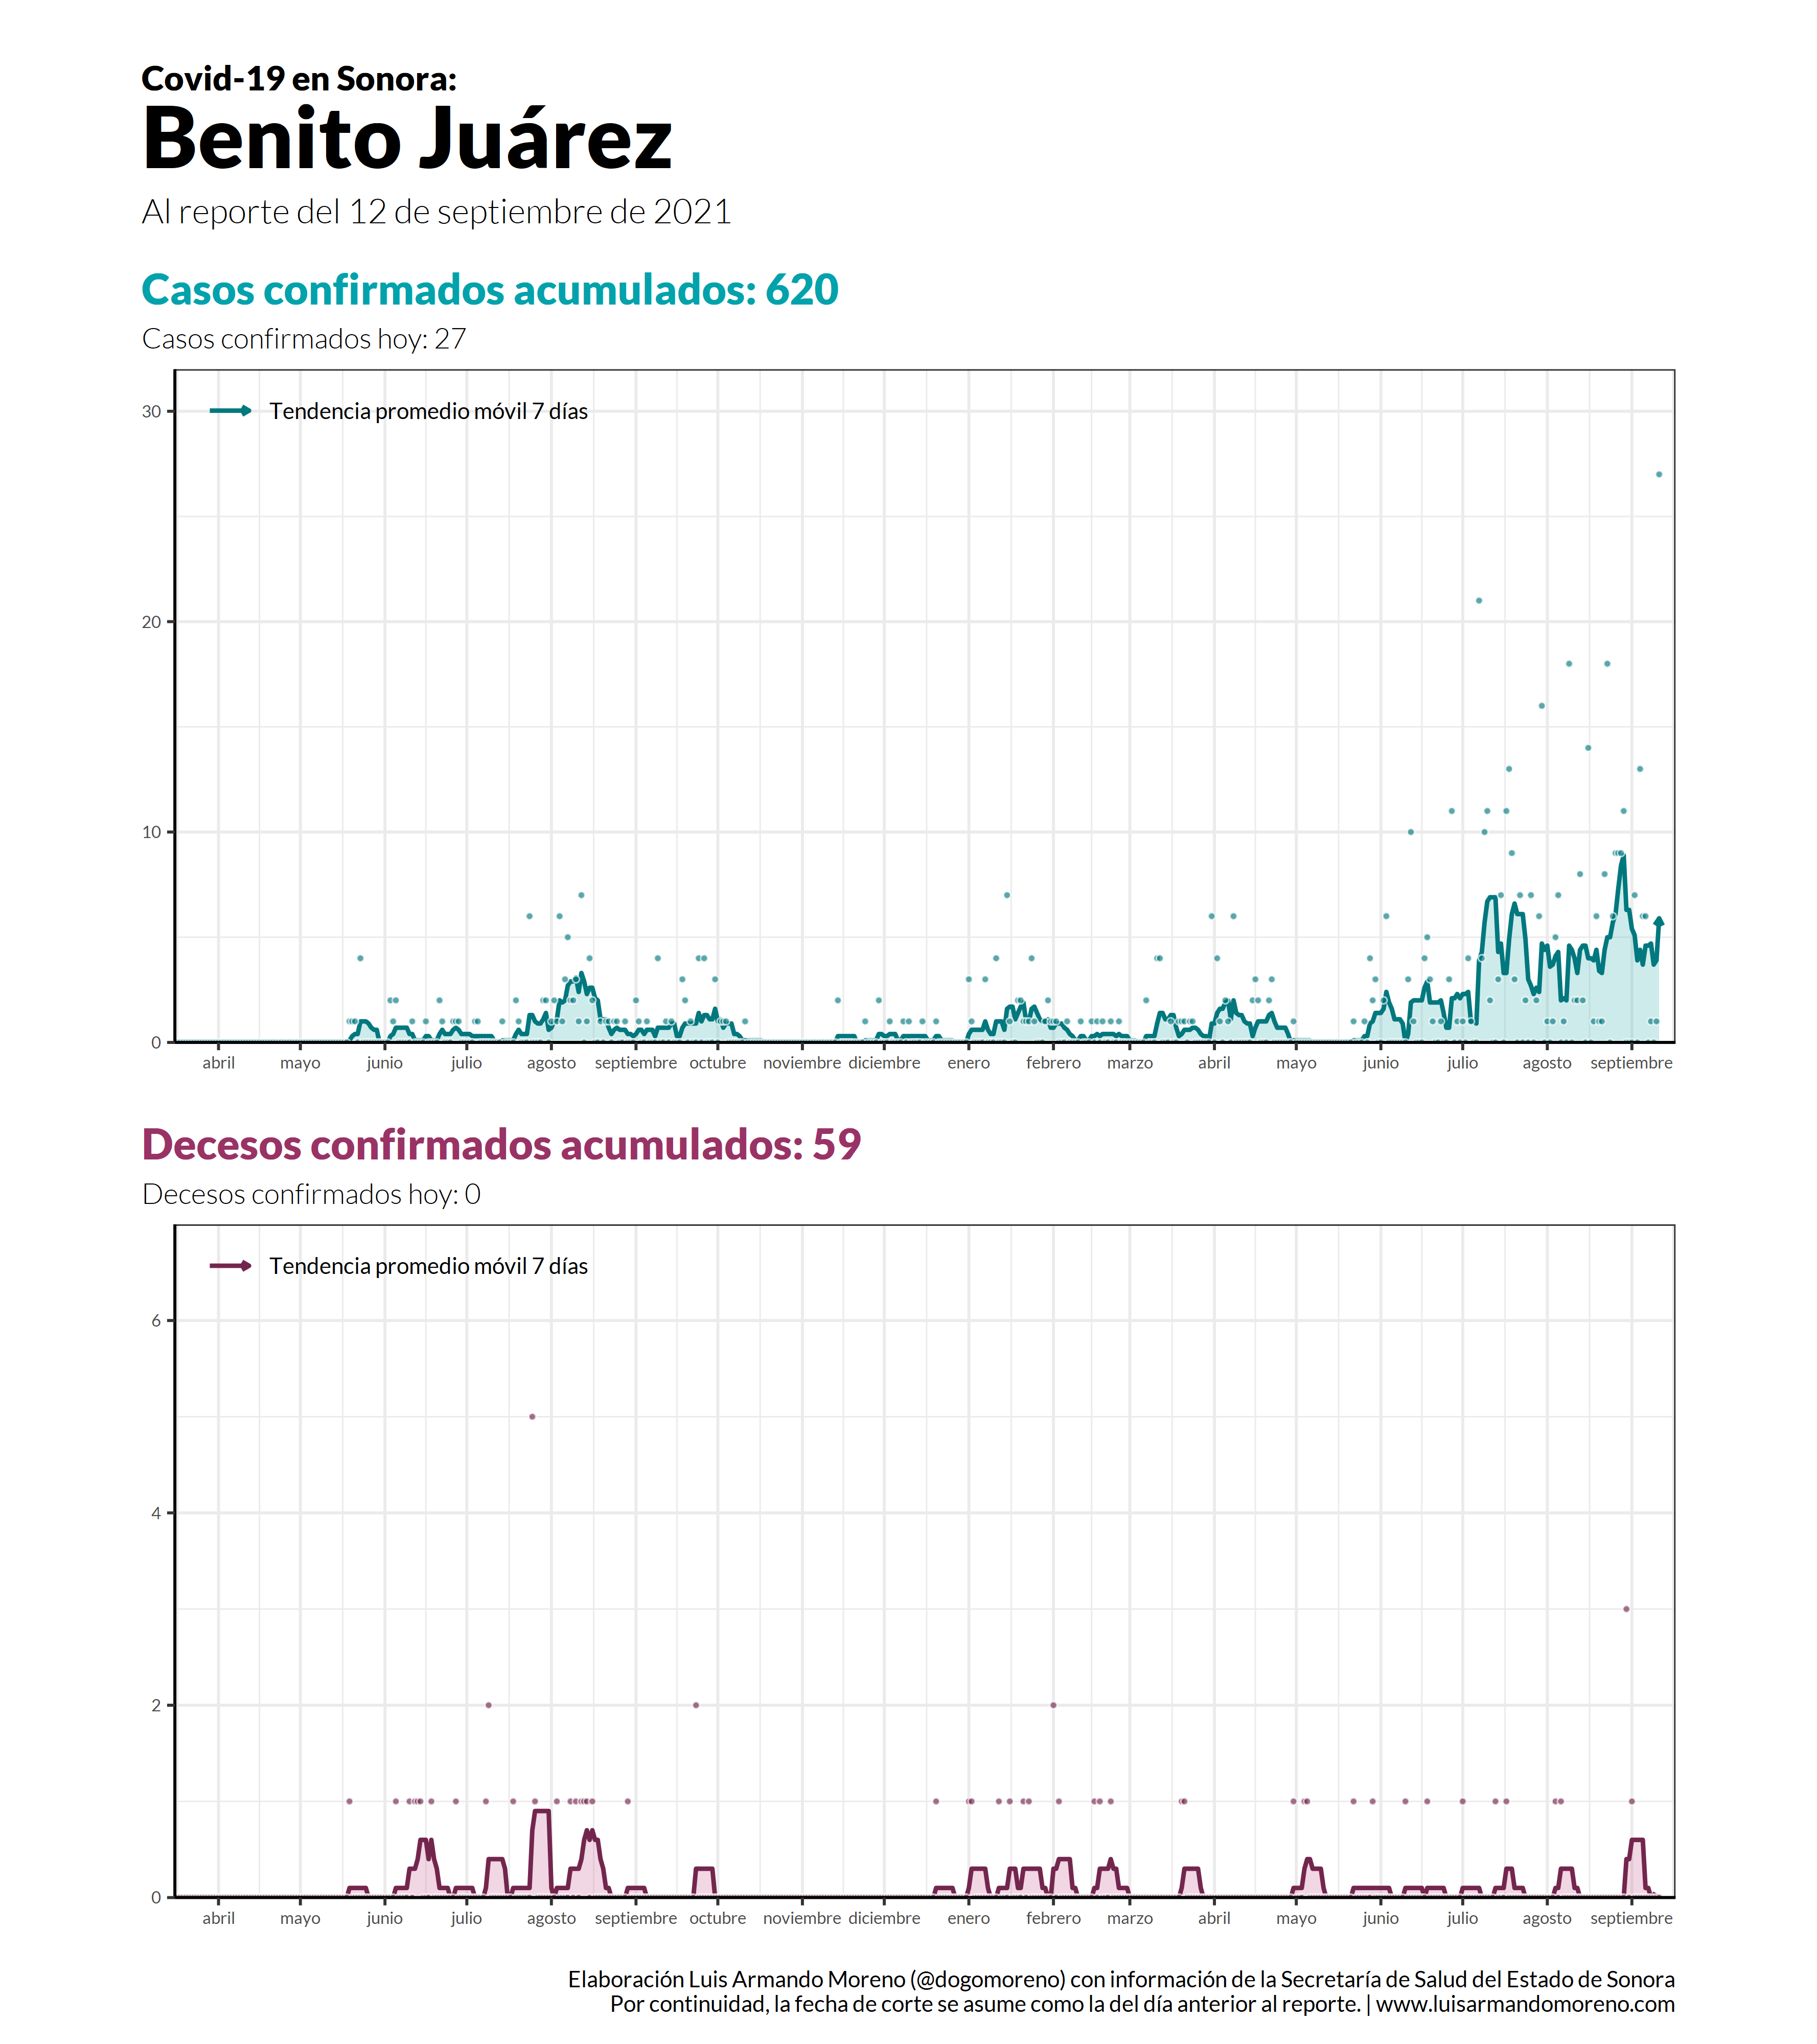 Covid-19 en Sonora:
Benito Juárez
Al reporte del 12 de septiembre de 2021
Casos confirmados acumulados: 620
Casos confirmados hoy: 27
Tendencia promedio móvil 7 días
30
20
10
0
abril mayo junio julio agosto septiembre octubre noviembre diciembre enero febrero marzo abril mayo junio julio agosto septiembre
Decesos confirmados acumulados: 59
Decesos confirmados hoy: 0
Tendencia promedio móvil 7 días
6
4
2
0
abril mayo junio julio agosto septiembre octubre noviembre diciembre enero febrero marzo abril mayo junio julio agosto septiembre
Elaboración Luis Armando Moreno (@dogomoreno) con información de la Secretaría de Salud del Estado de Sonora
Por continuidad, la fecha de corte se asume como la del día anterior al reporte. | www.luisarmandomoreno.com